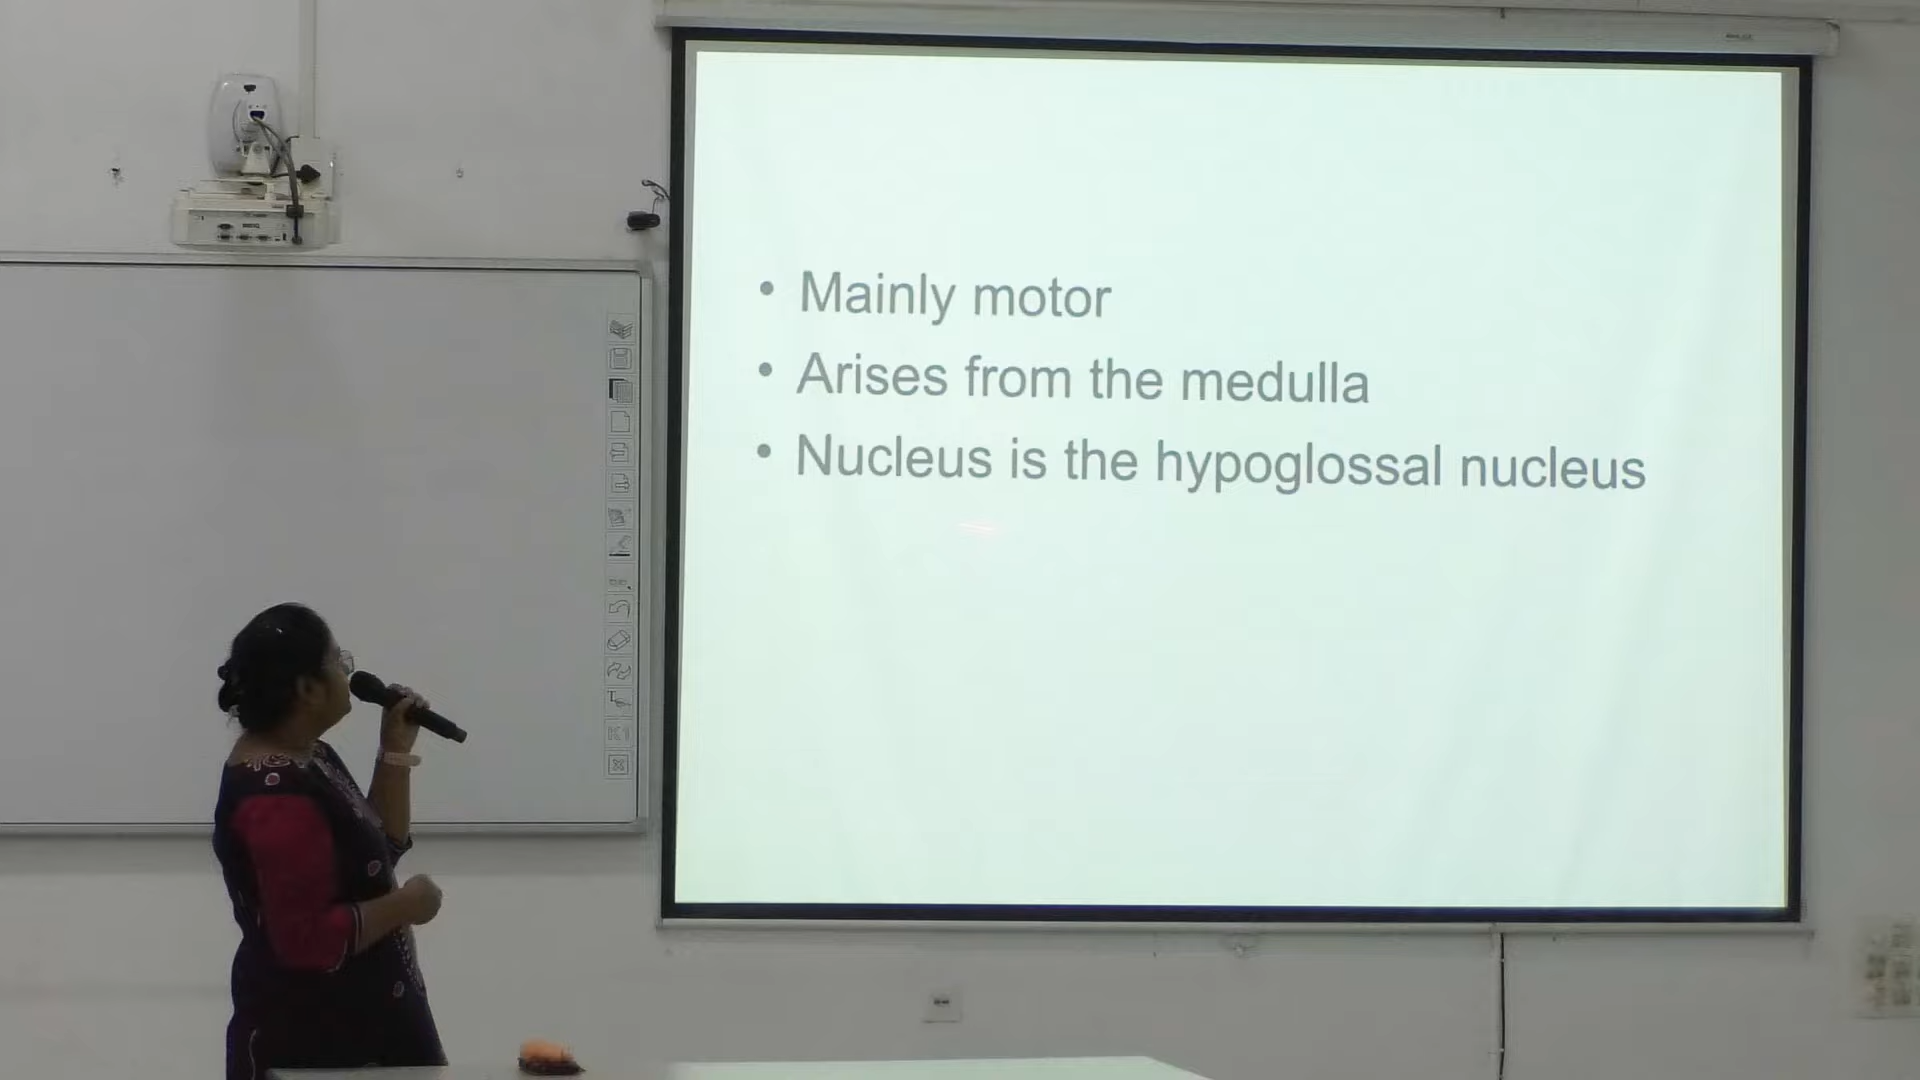 • Mainly motor
• Arises from the medulla
• Nucleus is the hypoglossal nucleus